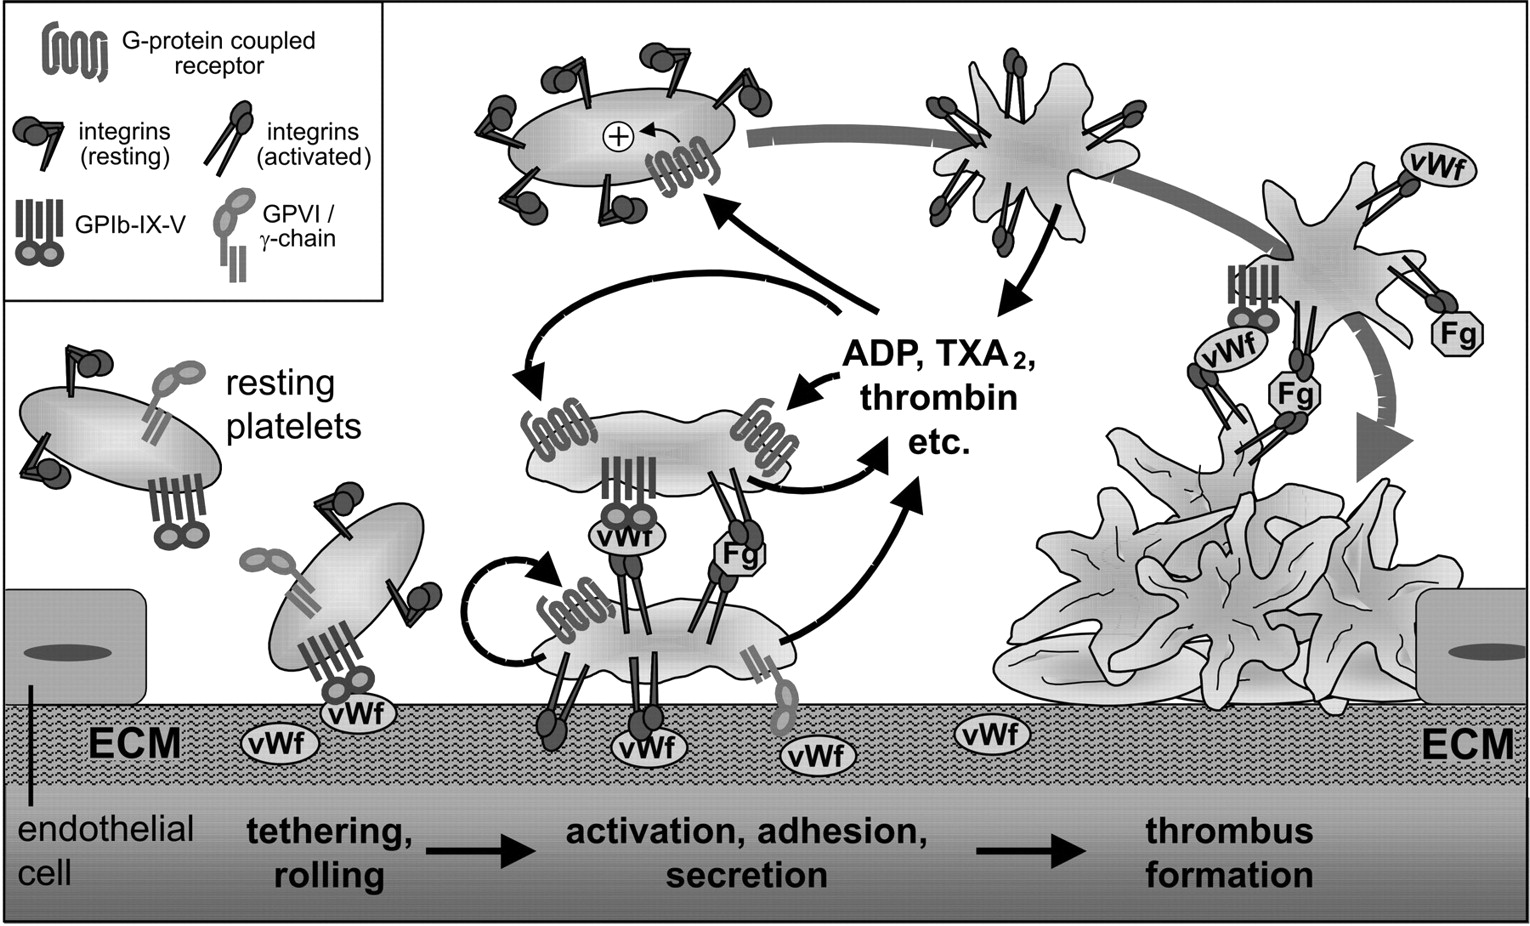 G-protein coupled
receptor
integrins
(resting)
integrins
(activated)
GPIb-IX-V
GPVI /
γ-chain
resting
platelets
ADP, TXA2,
thrombin
etc.
vWf
Fg
vWf
Fg
vWf
Fg
vWf
vWf
vWf
vWf
vWf
ECM
ECM
endothelial
cell
tethering,
rolling
activation, adhesion,
secretion
thrombus
formation